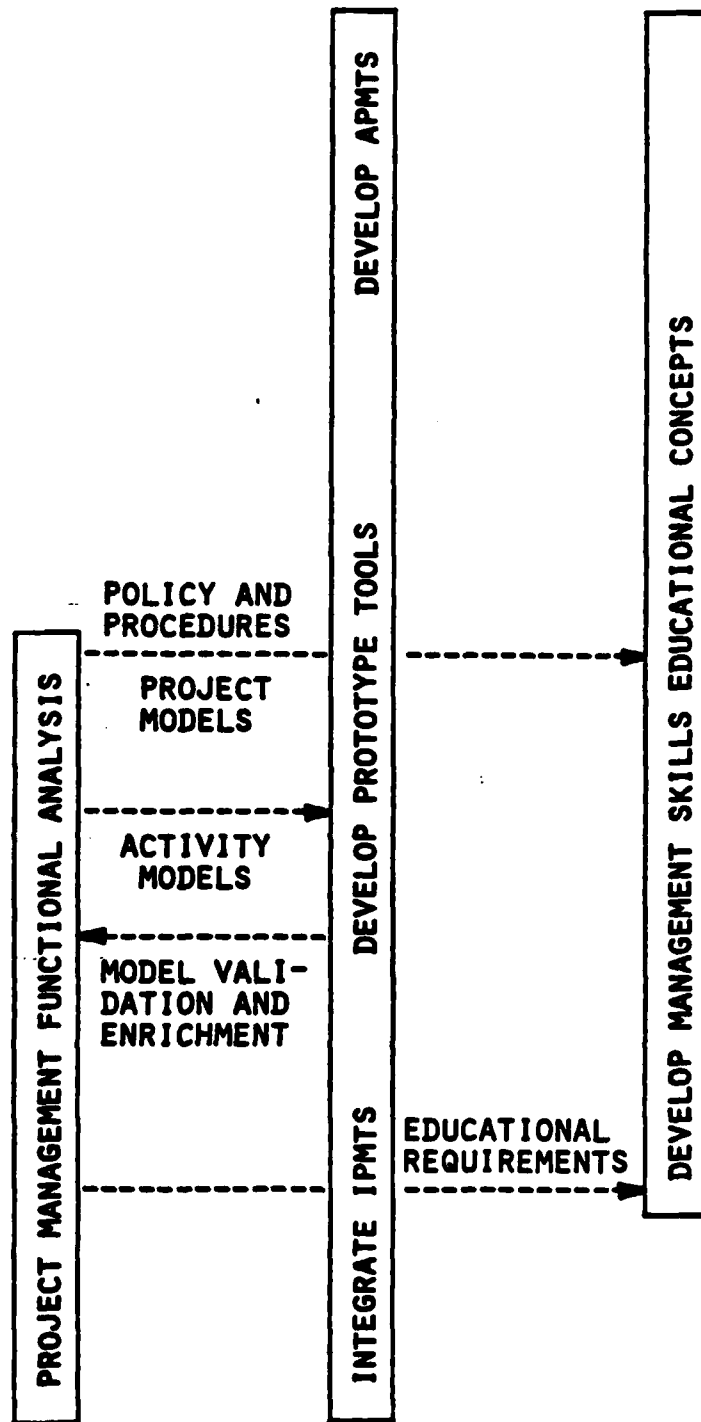 PROJECT MANAGEMENT FUNCTIONAL ANALYSIS
POLICY AND
PROCEDURES
PROJECT
MODELS
ACTIVITY
MODELS
MODEL VALI-
DATION AND
ENRICHMENT
INTEGRATE IPMTS
DEVELOP PROTOTYPE TOOLS
DEVELOP APMTS
EDUCATIONAL
REQUIREMENTS
DEVELOP MANAGEMENT SKILLS EDUCATIONAL CONCEPTS